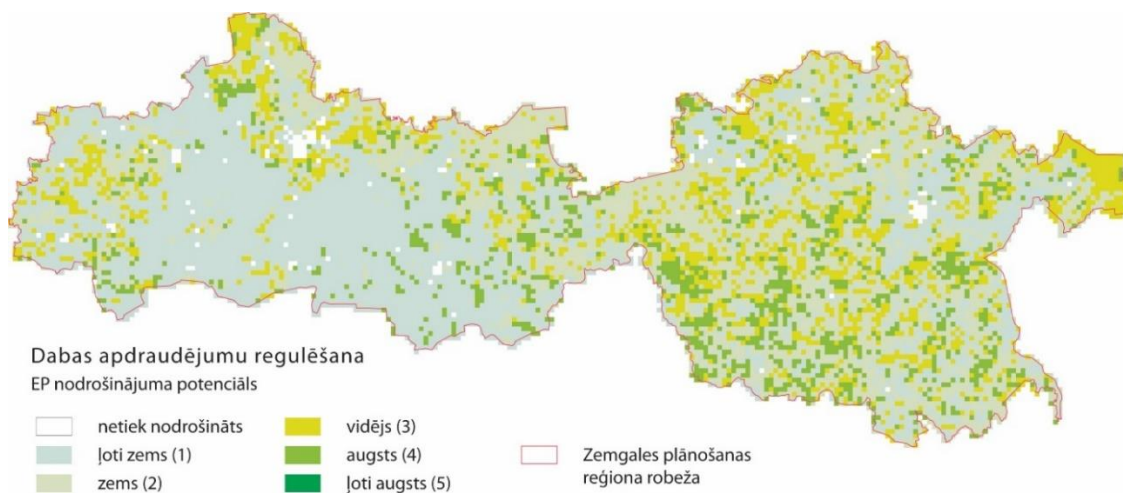 Dabas apdraudējumu regulēšana
EP nodrošinājuma potenciāls
netiek nodrošināts
ļoti zems (1)
zems (2)
vidējs (3)
augsts (4)
ļoti augsts (5)
Zemgales plānošanas
reģiona robeža